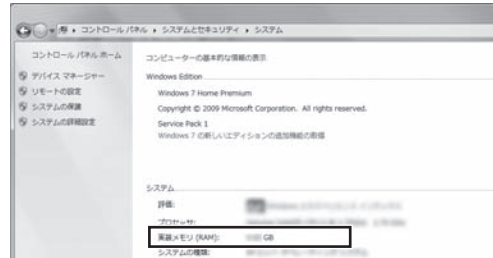 コントロール パネル ▸ システムとセキュリティ ▸ システム
コントロール パネル ホーム
デバイス マネージャー
リモートの設定
システムの保護
システムの詳細設定
コンピューターの基本的な情報の表示
Windows Edition
Windows 7 Home Premium
Copyright © 2009 Microsoft Corporation. All rights reserved.
Service Pack 1
Windows 7 の新しいエディションの追加機能の取得
システム
評価:
プロセッサ:
実装メモリ (RAM):
GB
システムの種類: